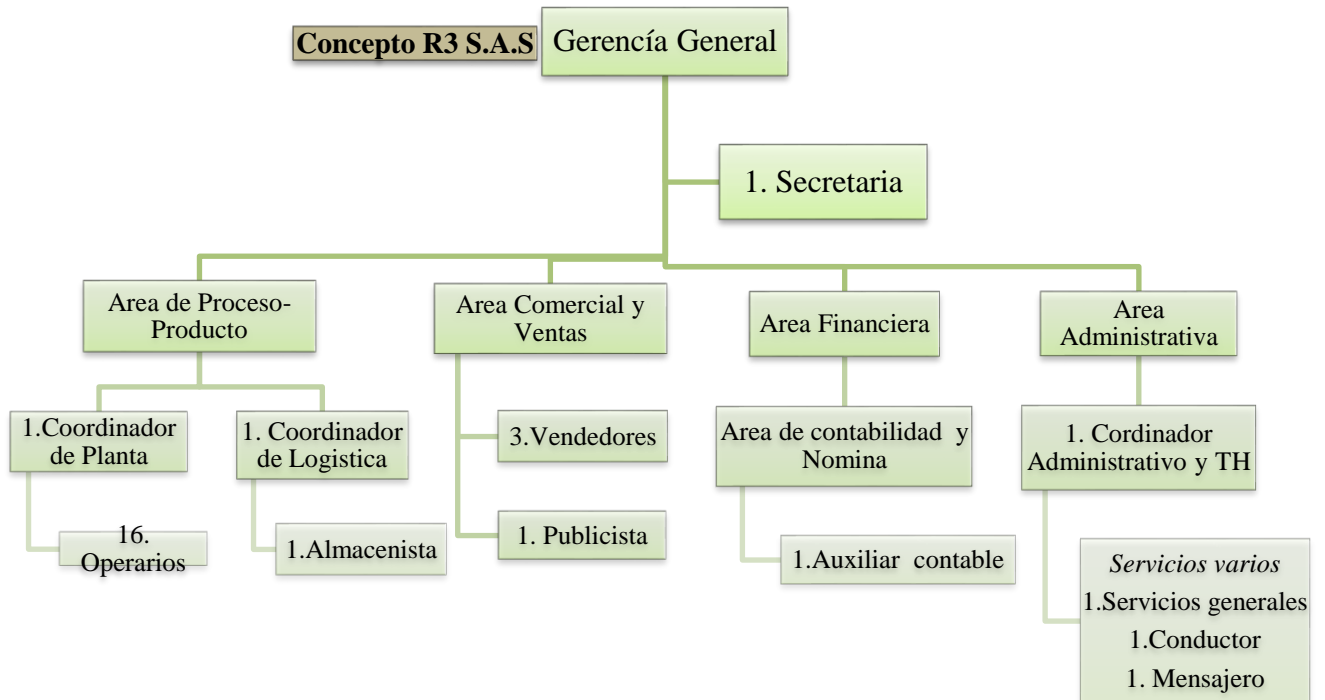 Concepto R3 S.A.S
Gerencía General
1. Secretaria
Area de Proceso-
Producto
Area Comercial y
Ventas
Area Financiera
Area
Administrativa
1.Coordinador
de Planta
1. Coordinador
de Logistica
3.Vendedores
Area de contabilidad y
Nomina
1. Cordinador
Administrativo y TH
16.
Operarios
1.Almacenista
1. Publicista
1.Auxiliar contable
Servicios varios
1.Servicios generales
1.Conductor
1. Mensajero